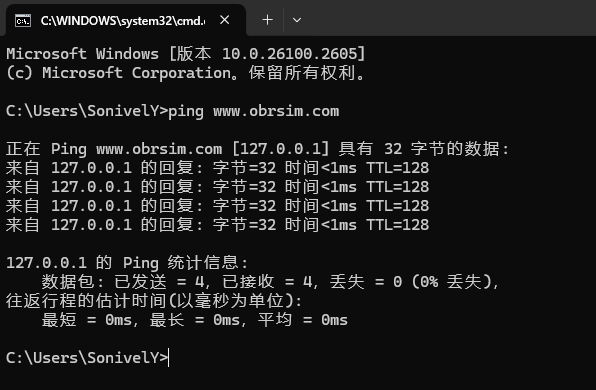 C:\WINDOWS\system32\cmd.
Microsoft Windows [版本 10.0.26100.2605]
(c) Microsoft Corporation。保留所有权利。
C:\Users\SonivelY>ping www.obrsim.com
正在 Ping www.obrsim.com [127.0.0.1] 具有 32 字节的数据:
来自 127.0.0.1 的回复: 字节=32 时间<1ms TTL=128
来自 127.0.0.1 的回复: 字节=32 时间<1ms TTL=128
来自 127.0.0.1 的回复: 字节=32 时间<1ms TTL=128
来自 127.0.0.1 的回复: 字节=32 时间<1ms TTL=128
127.0.0.1 的 Ping 统计信息:
数据包: 已发送 = 4，已接收 = 4，丢失 = 0 (0% 丢失)，
往返行程的估计时间(以毫秒为单位):
最短 = 0ms，最长 = 0ms，平均 = 0ms
C:\Users\SonivelY>